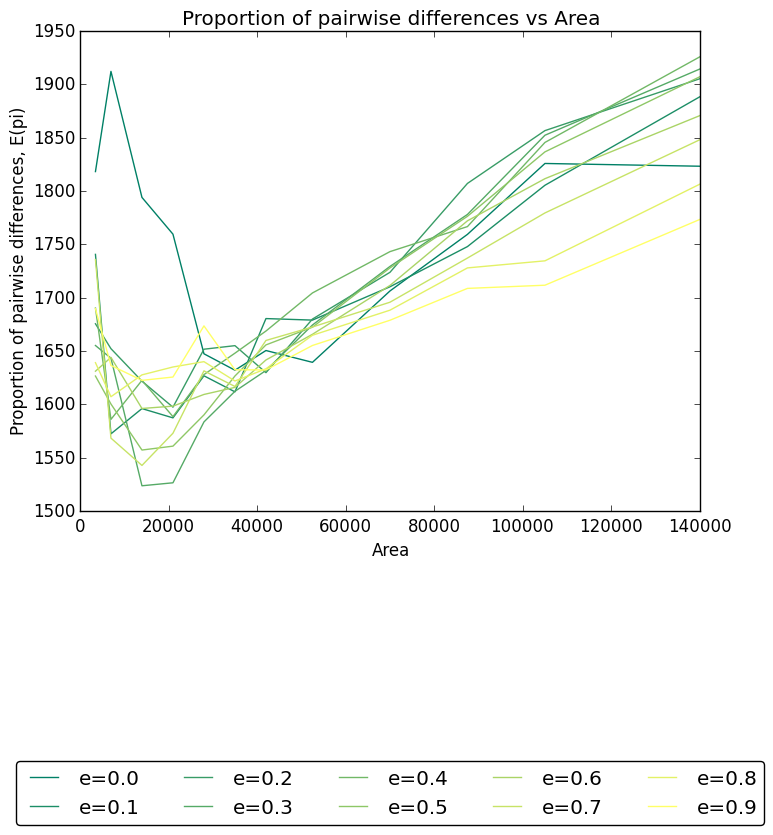 Proportion of pairwise differences vs Area
Proportion of pairwise differences, E(pi)
1950
1900
1850
1800
1750
1700
1650
1600
1550
1500
0 20000 40000 60000 80000 100000 120000 140000
Area
e=0.0 e=0.2 e=0.4 e=0.6 e=0.8
e=0.1 e=0.3 e=0.5 e=0.7 e=0.9